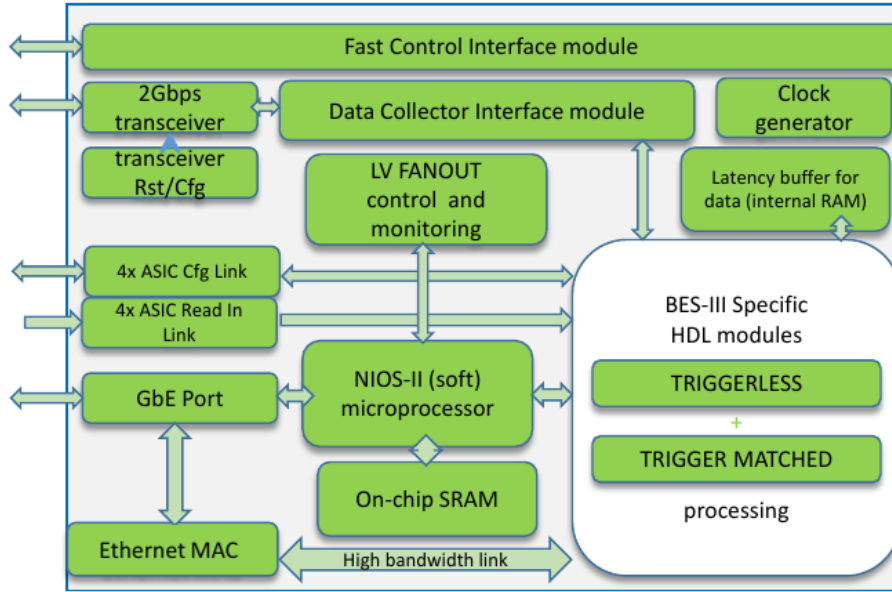 Fast Control Interface module
2Gbps
transceiver
Data Collector Interface module
Clock
generator
transceiver
Rst/Cfg
LV FANOUT
control and
monitoring
Latency buffer for
data (internal RAM)
4x ASIC Cfg Link
4x ASIC Read In
Link
BES-III Specific
HDL modules
GbE Port
NIOS-II (soft)
microprocessor
TRIGGERLESS
+
TRIGGER MATCHED
On-chip SRAM
processing
Ethernet MAC
High bandwidth link